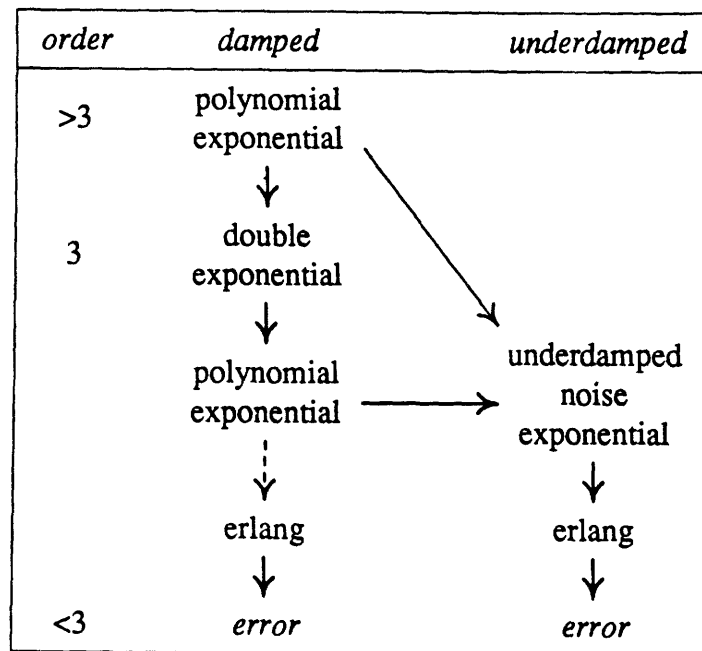 order damped underdamped
>3 polynomial
exponential
3 double
exponential
polynomial
exponential
underdamped
noise
exponential
erlang erlang
<3 error error